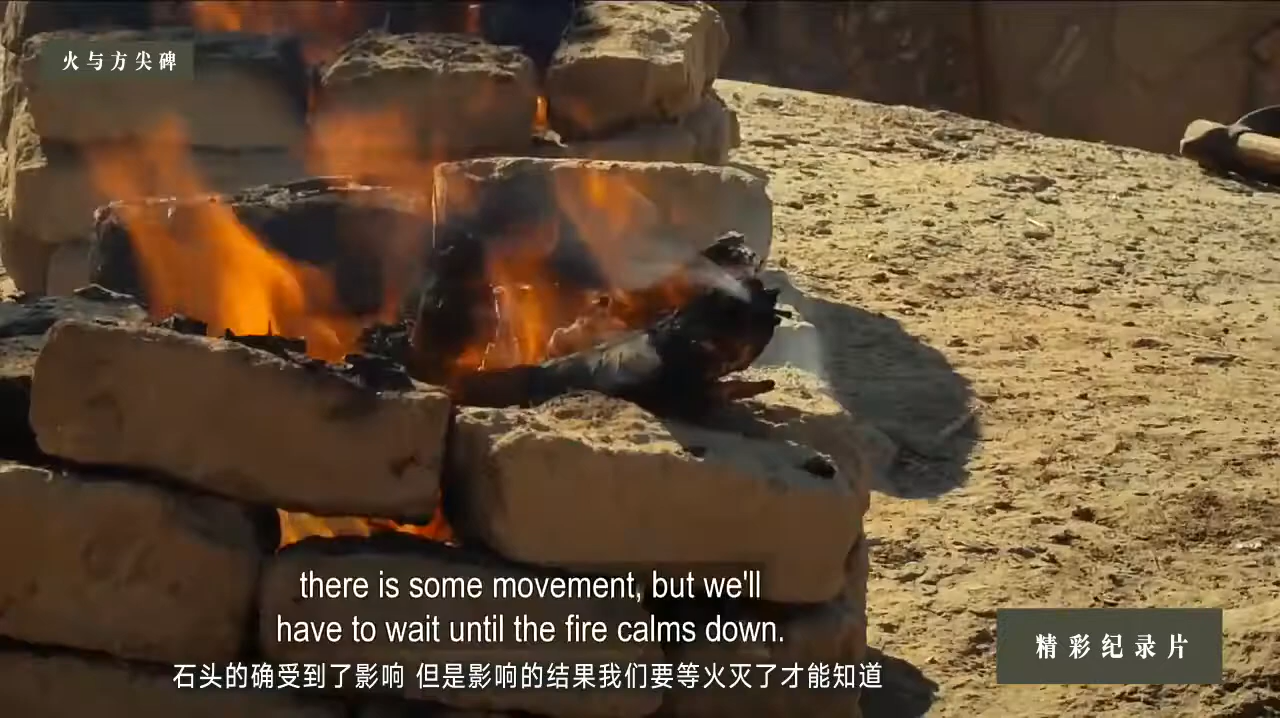 火与方尖碑
there is some movement, but we'll
have to wait until the fire calms down.
石头的确受到了影响 但是影响的结果我们要等火灭了才能知道
精彩纪录片